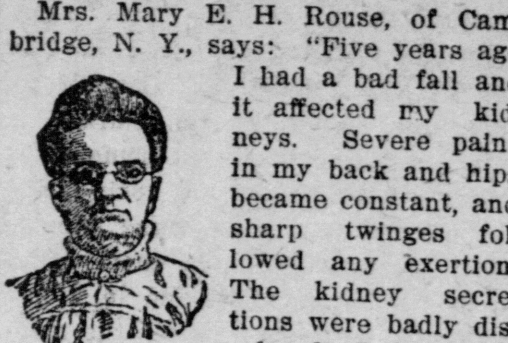 Mrs. Mary E. H. Rouse, of Cam
bridge, N. Y., says: "Five years ag
I had a bad fall an
it affected my kid
neys. Severe pain
in my back and hip
became constant, and
sharp twinges fol
lowed any exertion
The kidney secre
tions were badly dis